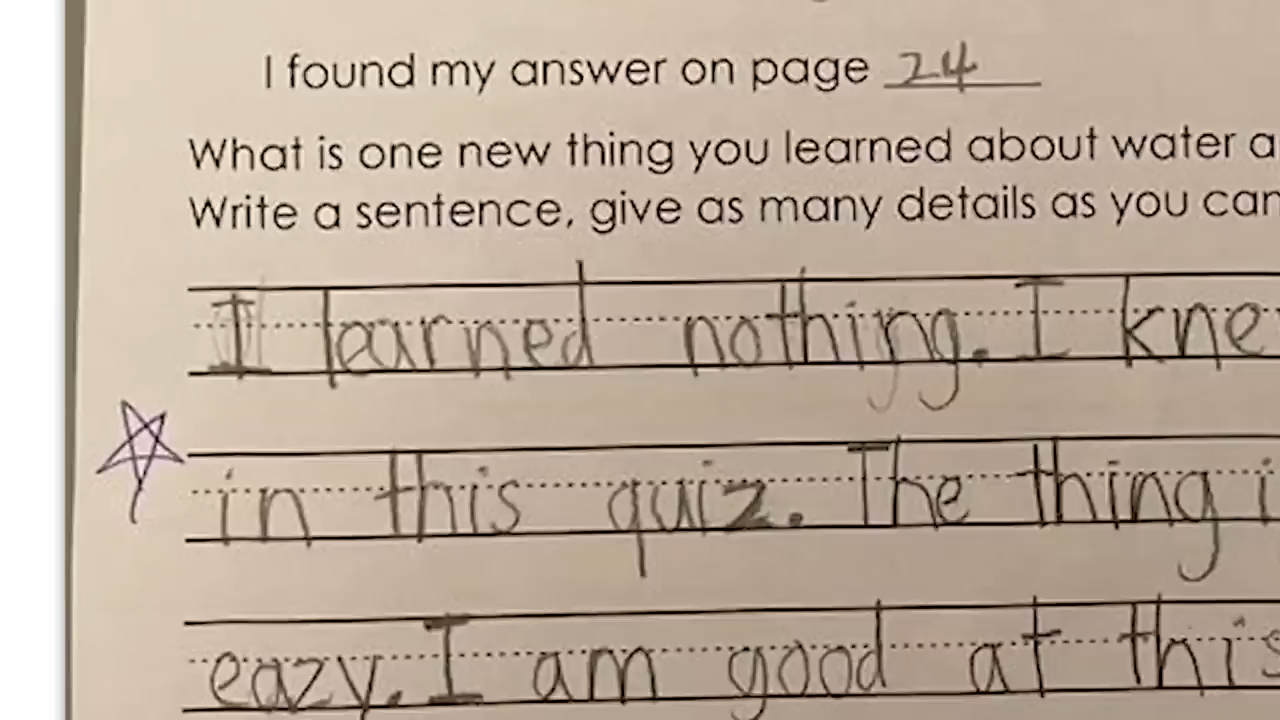 I found my answer on page 24
What is one new thing you learned about water a
Write a sentence, give as many details as you can
I learned nothing. I kne
in this quiz. The thing i
eazy. I am good at this